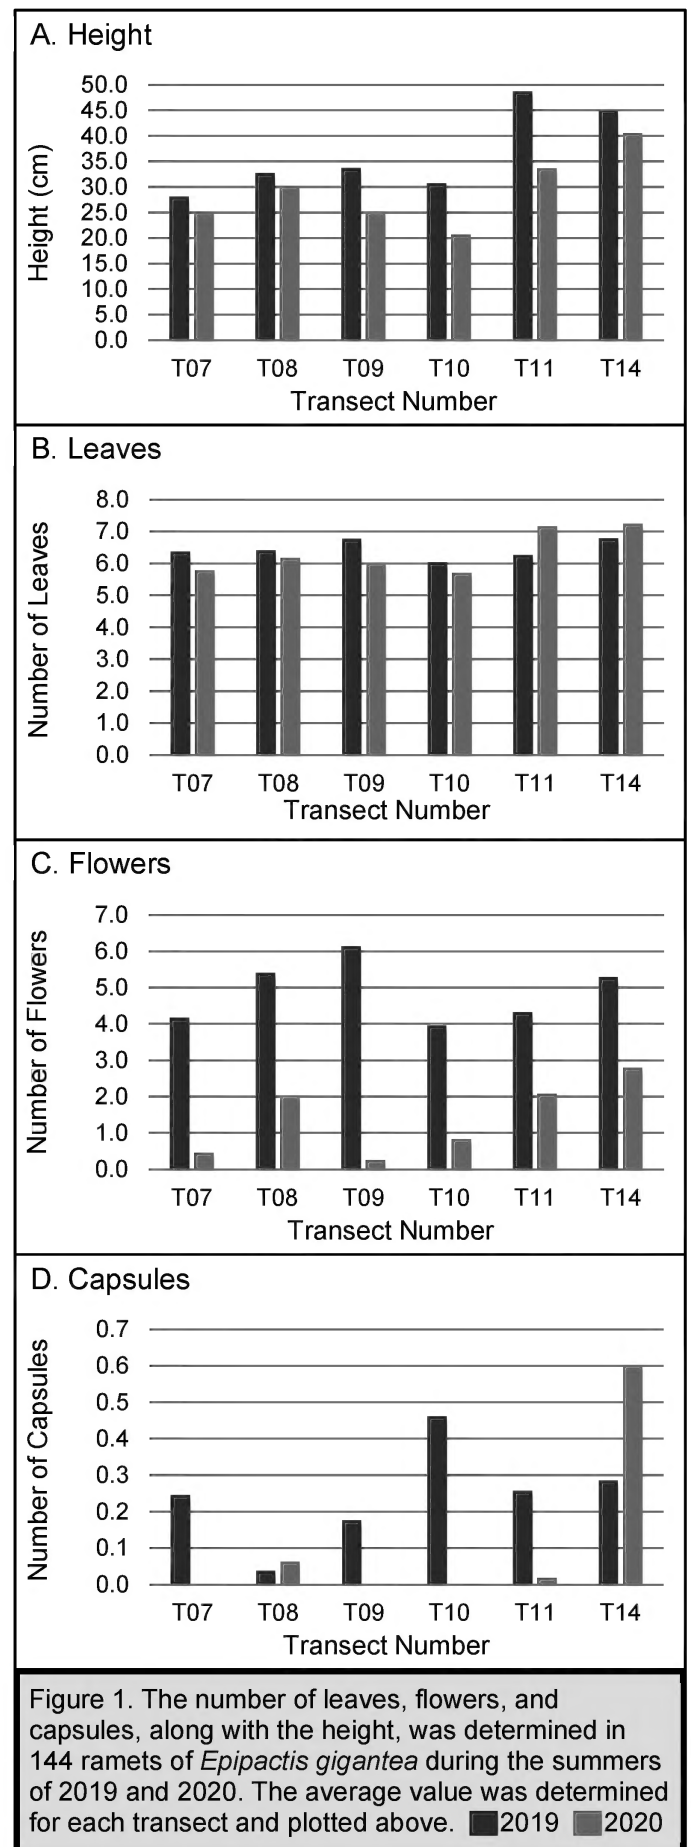 A. Height
50.0
45.0
40.0
35.0
30.0
25.0
20.0
15.0
10.0
5.0
0.0
Height (cm)
T07 T08 T09 T10 T11 T14
Transect Number
B. Leaves
8.0
7.0
6.0
5.0
4.0
3.0
2.0
1.0
0.0
Number of Leaves
T07 T08 T09 T10 T11 T14
Transect Number
C. Flowers
7.0
6.0
5.0
4.0
3.0
2.0
1.0
0.0
Number of Flowers
T07 T08 T09 T10 T11 T14
Transect Number
D. Capsules
0.7
0.6
0.5
0.4
0.3
0.2
0.1
0.0
Number of Capsules
T07 T08 T09 T10 T11 T14
Transect Number
Figure 1. The number of leaves, flowers, and
capsules, along with the height, was determined in
144 ramets of Epipactis gigantea during the summers
of 2019 and 2020. The average value was determined
for each transect and plotted above. 2019 2020